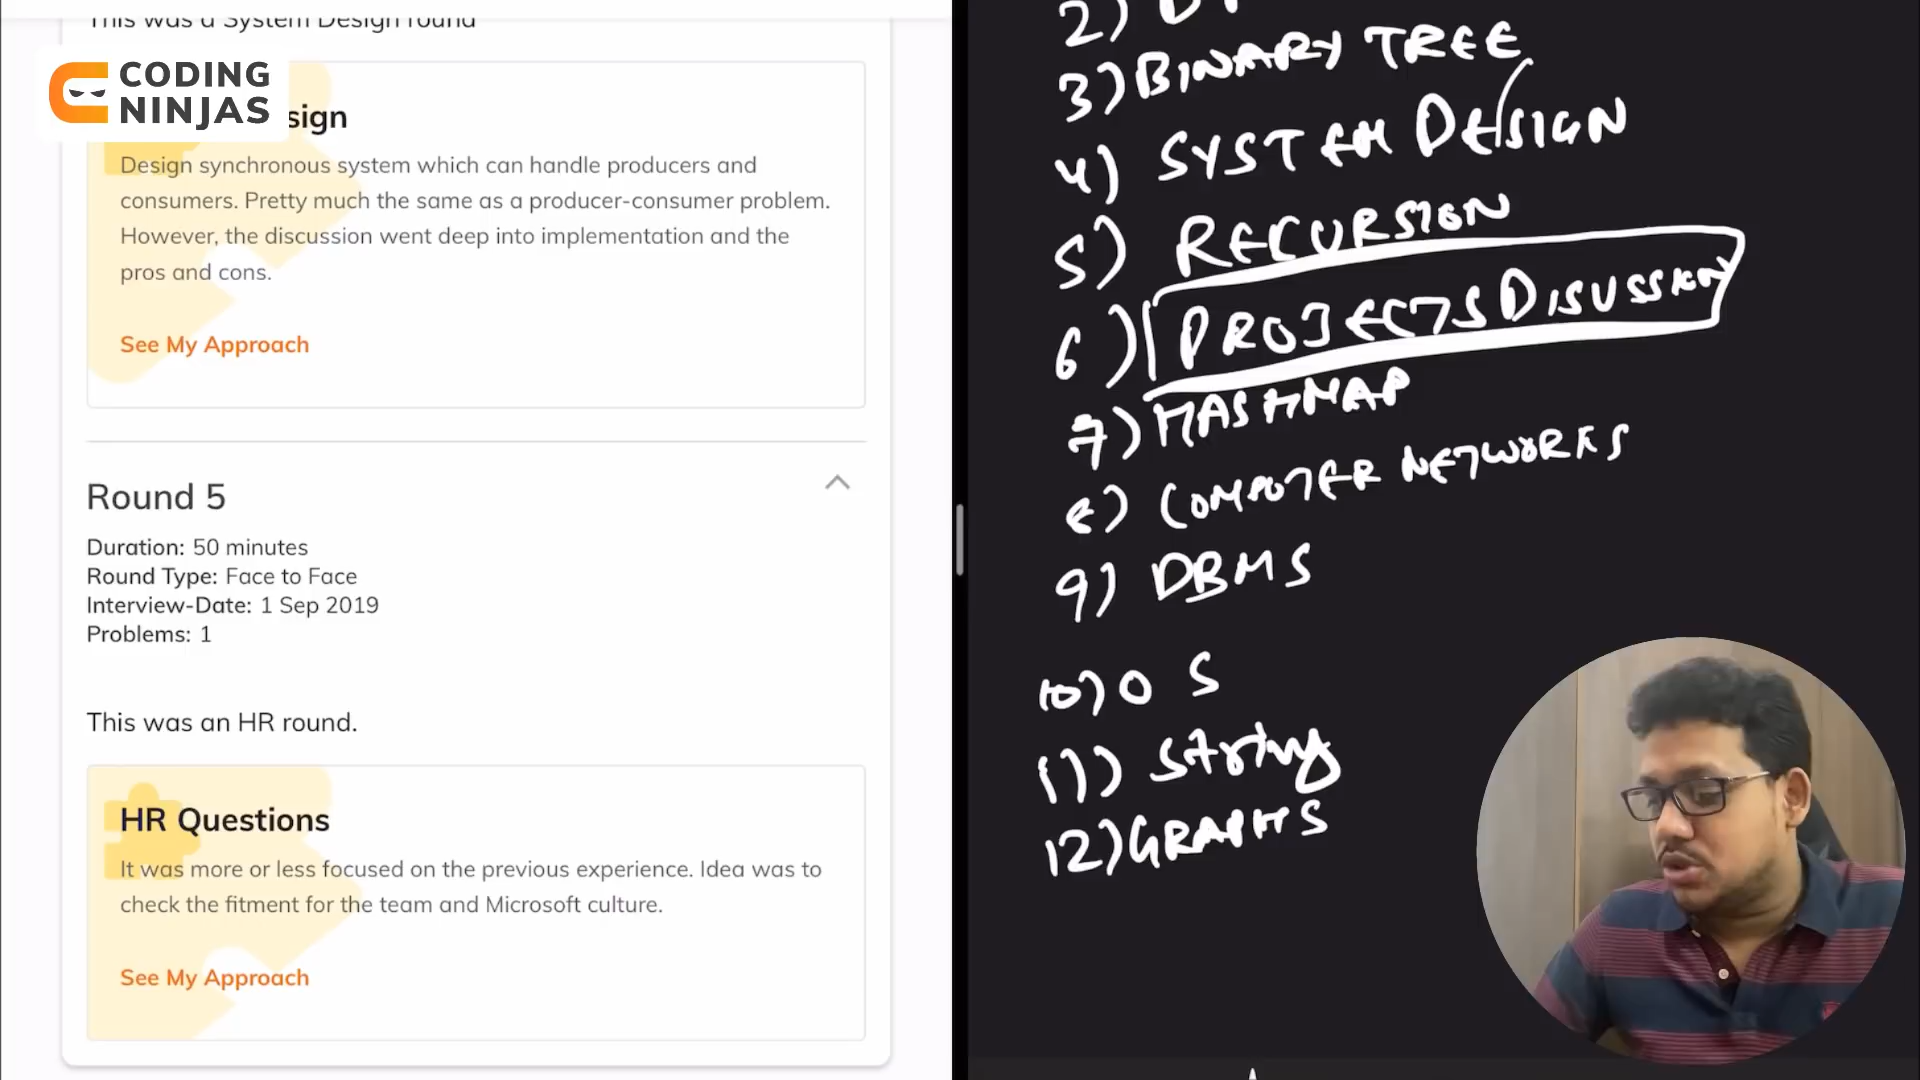 This was a System Design round
CODING
NINJAS
sign
Design synchronous system which can handle producers and
consumers. Pretty much the same as a producer-consumer problem.
However, the discussion went deep into implementation and the
pros and cons.
See My Approach
Round 5
Duration: 50 minutes
Round Type: Face to Face
Interview-Date: 1 Sep 2019
Problems: 1
This was an HR round.
HR Questions
It was more or less focused on the previous experience. Idea was to
check the fitment for the team and Microsoft culture.
See My Approach
2)
3) BINARY TREE
4) SYSTEM DESIGN
5) RECURSION
6) PROJECTS DISUSSION
7) HASHMAP
8) COMPUTER NETWORKS
9) DBMS
10) O S
11) String
12) GRAPHS